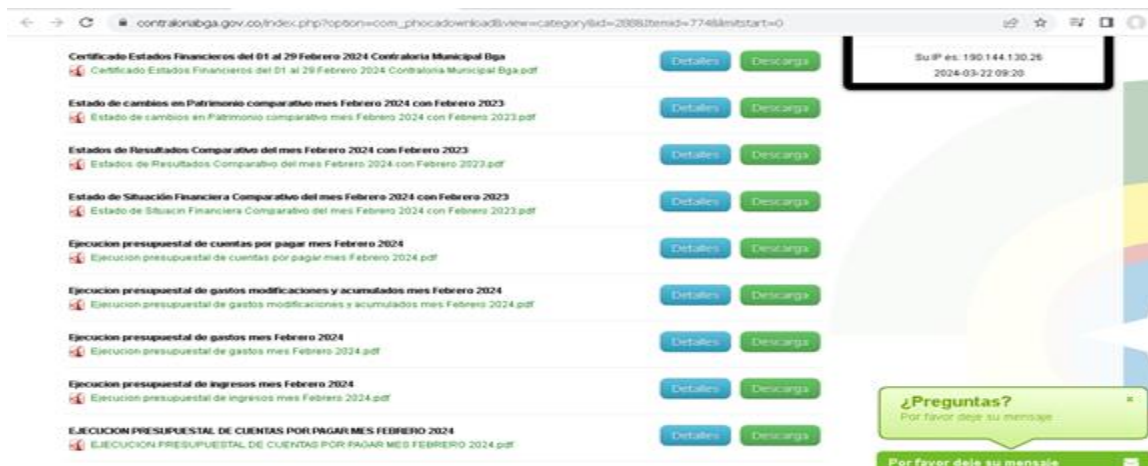 contraloriabga.gov.co/index.php?option=com_phocadownload&view=category&id=288&Itemid=774&limitstart=0
Certificado Estados Financieros del 01 al 29 Febrero 2024 Contraloria Municipal Bga
Certificado Estados Financieros del 01 al 29 Febrero 2024 Contraloria Municipal Bga.pdf
Detalles Descarga
Su IP es: 190.144.130.26
2024-03-22 09:20
Estado de cambios en Patrimonio comparativo mes Febrero 2024 con Febrero 2023
Estado de cambios en Patrimonio comparativo mes Febrero 2024 con Febrero 2023.pdf
Detalles Descarga
Estados de Resultados Comparativo del mes Febrero 2024 con Febrero 2023
Estados de Resultados Comparativo del mes Febrero 2024 con Febrero 2023.pdf
Detalles Descarga
Estado de Situación Financiera Comparativo del mes Febrero 2024 con Febrero 2023
Estado de Situacin Financiera Comparativo del mes Febrero 2024 con Febrero 2023.pdf
Detalles Descarga
Ejecucion presupuestal de cuentas por pagar mes Febrero 2024
Ejecucion presupuestal de cuentas por pagar mes Febrero 2024.pdf
Detalles Descarga
Ejecucion presupuestal de gastos modificaciones y acumulados mes Febrero 2024
Ejecucion presupuestal de gastos modificaciones y acumulados mes Febrero 2024.pdf
Detalles Descarga
Ejecucion presupuestal de gastos mes Febrero 2024
Ejecucion presupuestal de gastos mes Febrero 2024.pdf
Detalles Descarga
Ejecucion presupuestal de ingresos mes Febrero 2024
Ejecucion presupuestal de ingresos mes Febrero 2024.pdf
Detalles Descarga
EJECUCION PRESUPUESTAL DE CUENTAS POR PAGAR MES FEBRERO 2024
EJECUCION PRESUPUESTAL DE CUENTAS POR PAGAR MES FEBRERO 2024.pdf
Detalles Descarga
¿Preguntas?
Por favor deje su mensaje
Por favor deje su mensaje